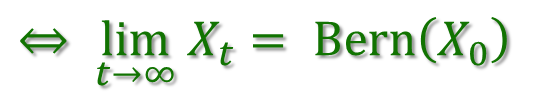 ⇔ lim_{t→∞} X_t = Bern(X_0)